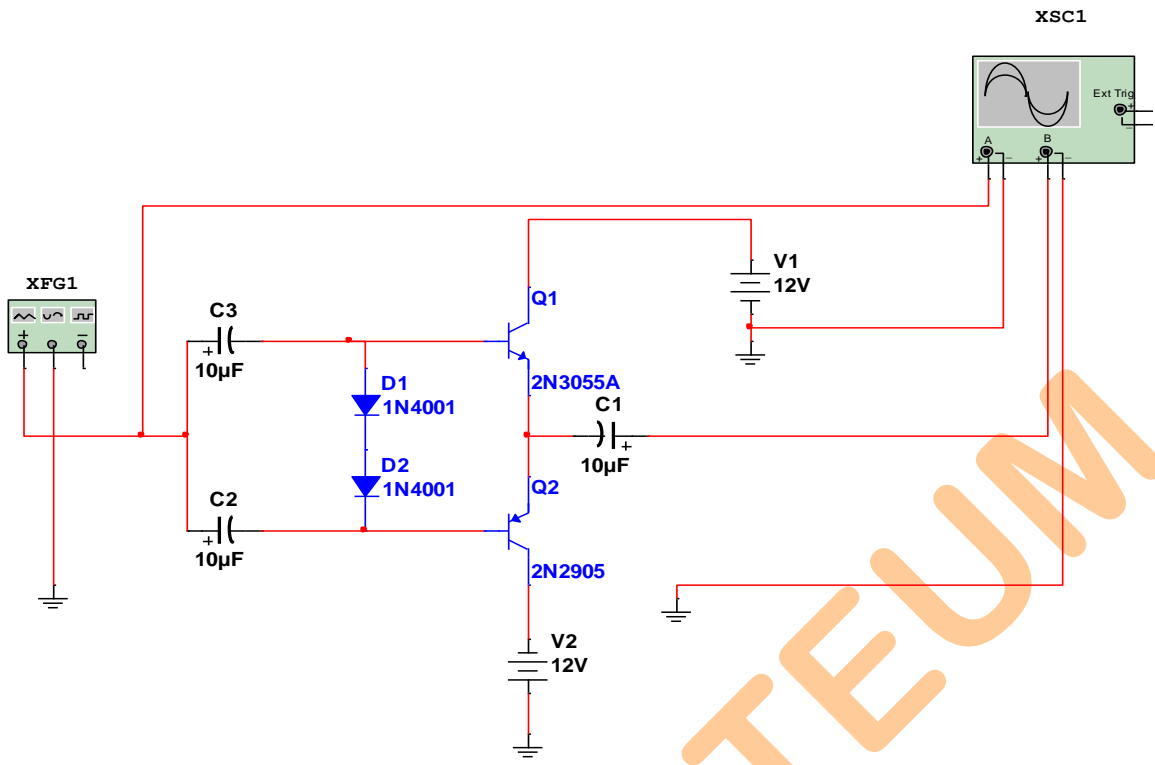 XSC1
Ext Trig
+
−
A
B
+
−
+
−
V1
12V
XFG1
+
−
C3
+
10µF
Q1
2N3055A
D1
1N4001
C1
+
10µF
D2
1N4001
Q2
C2
+
10µF
2N2905
V2
12V
TEUM